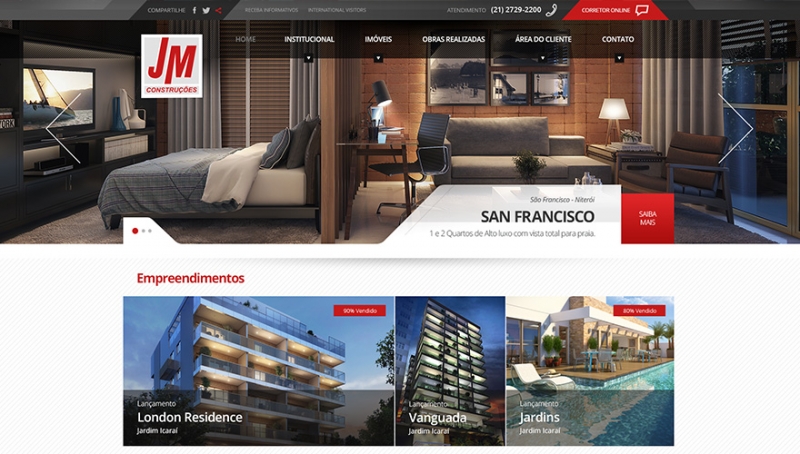 COMPARTILHE
RECEBA INFORMATIVOS
INTERNATIONAL VISITORS
ATENDIMENTO (21) 2729-2200
CORRETOR ONLINE
JM
CONSTRUÇÕES
HOME
INSTITUCIONAL
IMÓVEIS
OBRAS REALIZADAS
ÁREA DO CLIENTE
CONTATO
São Francisco - Niterói
SAN FRANCISCO
1 e 2 Quartos de Alto luxo com vista total para praia.
SAIBA
MAIS
Empreendimentos
90% Vendido
80% Vendido
Lançamento
London Residence
Jardim Icaraí
Lançamento
Vanguada
Jardim Icaraí
Lançamento
Jardins
Jardim Icaraí